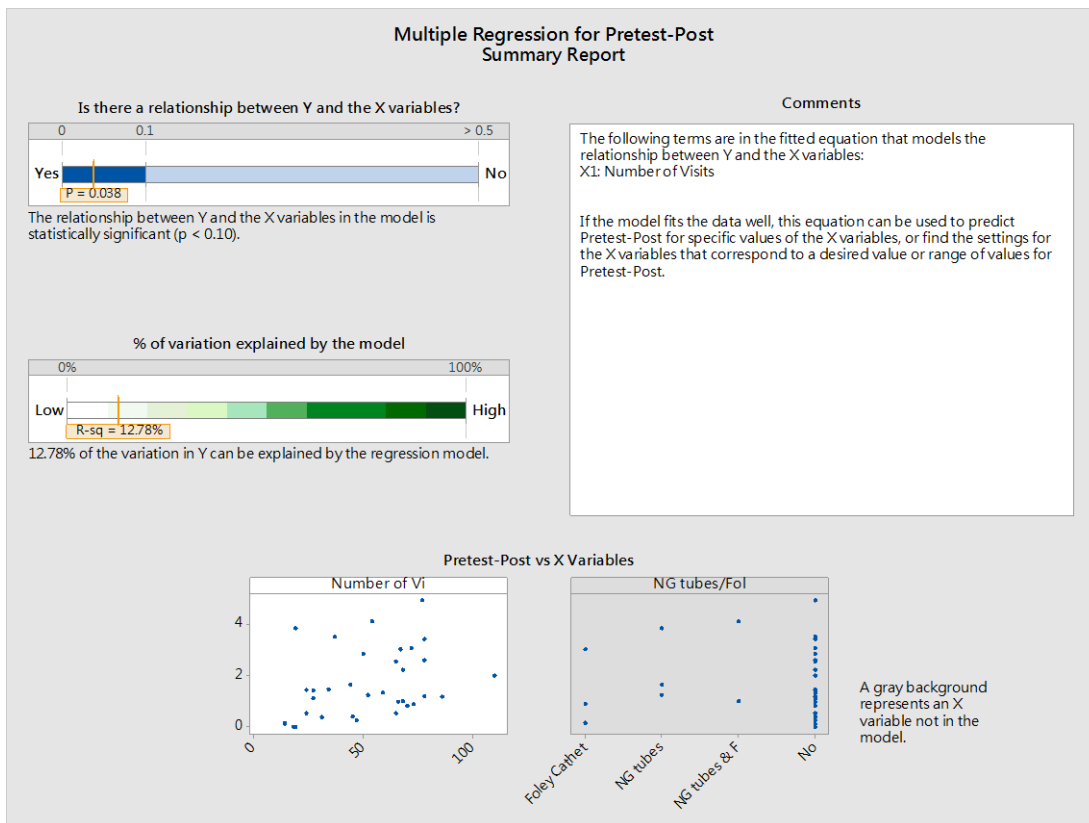 Multiple Regression for Pretest-Post
Summary Report
Is there a relationship between Y and the X variables?
0 0.1 > 0.5
Yes No
P = 0.038
The relationship between Y and the X variables in the model is
statistically significant (p < 0.10).
% of variation explained by the model
0% 100%
Low High
R-sq = 12.78%
12.78% of the variation in Y can be explained by the regression model.
Comments
The following terms are in the fitted equation that models the
relationship between Y and the X variables:
X1: Number of Visits
If the model fits the data well, this equation can be used to predict
Pretest-Post for specific values of the X variables, or find the settings for
the X variables that correspond to a desired value or range of values for
Pretest-Post.
Pretest-Post vs X Variables
Number of Vi
4
2
0
0 50 100
NG tubes/Fol
Foley Cathet
NG tubes
NG tubes & F
No
A gray background
represents an X
variable not in the
model.